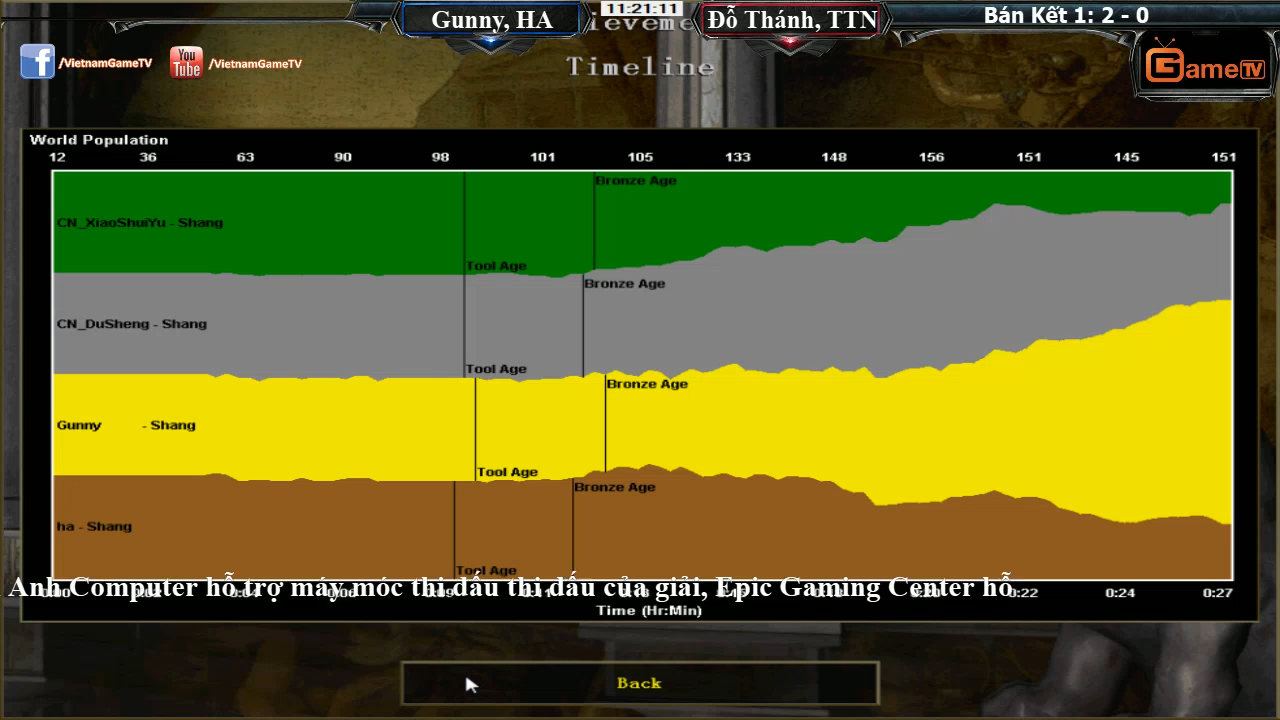 Gunny, HA
11:21:11
Đỗ Thánh, TTN
Bán Kết 1: 2 - 0
/VietnamGameTV
You Tube /VietnamGameTV
GameTV
Timeline
World Population
12 36 63 90 98 101 105 133 148 156 151 145 151
Bronze Age
CN_XiaoShuiYu - Shang
Tool Age
Bronze Age
CN_DuSheng - Shang
Tool Age
Bronze Age
Gunny - Shang
Tool Age
Bronze Age
ha - Shang
Tool Age
Anh Computer hỗ trợ máy móc thi đấu thi đấu của giải, Epic Gaming Center hỗ
0:22 0:24 0:27
Time (Hr:Min)
Back